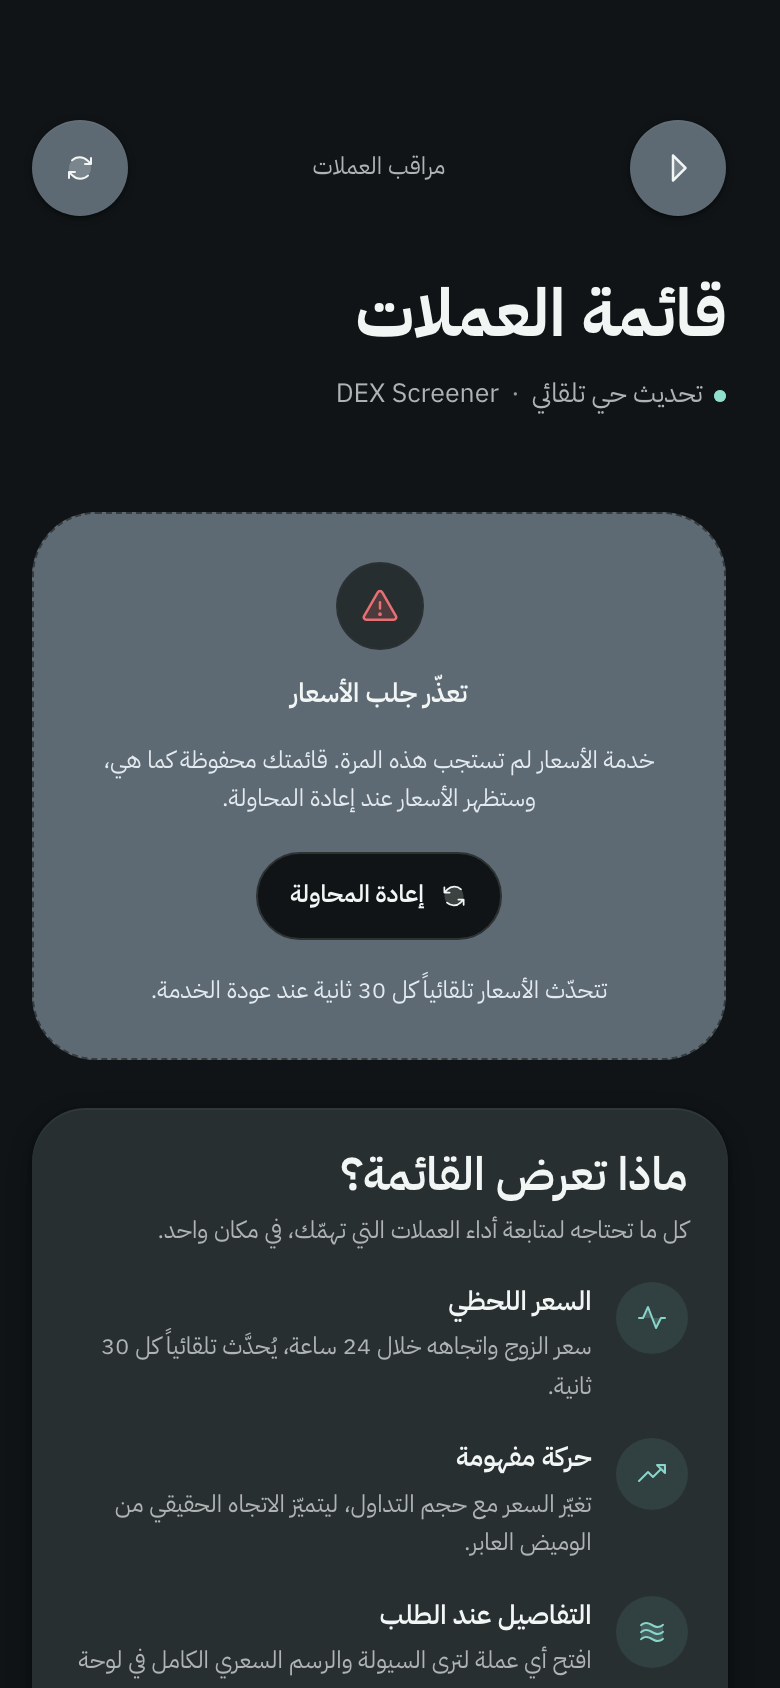 مراقب العملات
قائمة العملات
تحديث حي تلقائي · DEX Screener
تعذّر جلب الأسعار
خدمة الأسعار لم تستجب هذه المرة. قائمتك محفوظة كما هي،
وستظهر الأسعار عند إعادة المحاولة.
إعادة المحاولة
تتحدّث الأسعار تلقائياً كل 30 ثانية عند عودة الخدمة.
ماذا تعرض القائمة؟
كل ما تحتاجه لمتابعة أداء العملات التي تهمّك، في مكان واحد.
السعر اللحظي
سعر الزوج واتجاهه خلال 24 ساعة، يُحدَّث تلقائياً كل 30
ثانية.
حركة مفهومة
تغيّر السعر مع حجم التداول، ليتميّز الاتجاه الحقيقي من
الوميض العابر.
التفاصيل عند الطلب
افتح أي عملة لترى السيولة والرسم السعري الكامل في لوحة